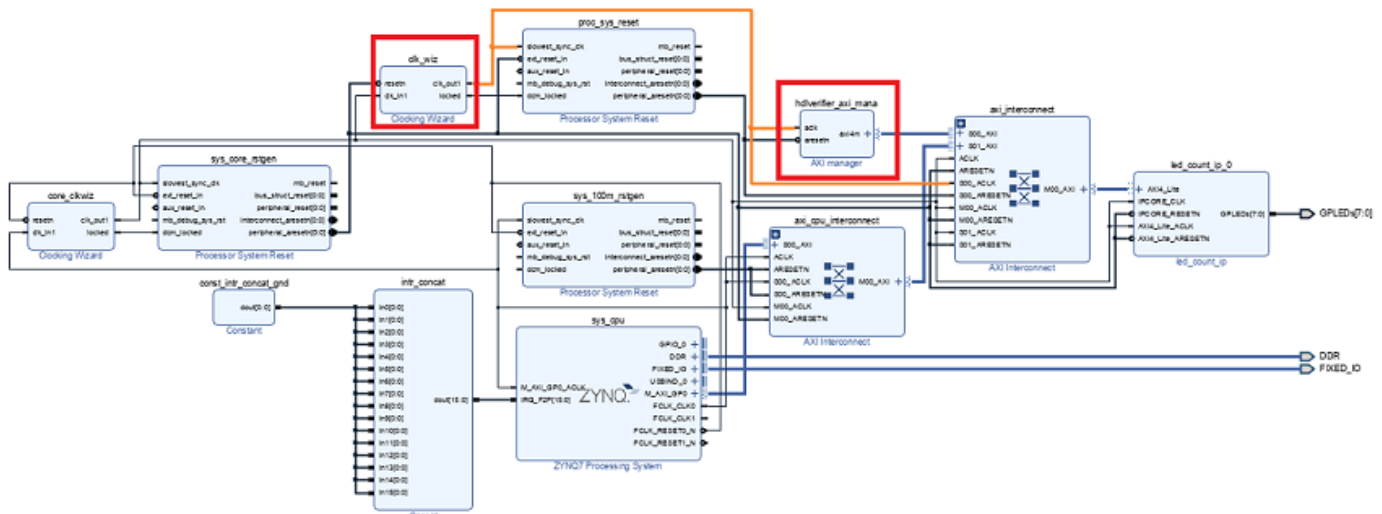 proc_sys_reset
slowest_sync_clk
mb_reset
ext_reset_in
bus_struct_reset[0:0]
aux_reset_in
peripheral_reset[0:0]
mb_debug_sys_rst
interconnect_aresetn[0:0]
dcm_locked
peripheral_aresetn[0:0]
Processor System Reset
clk_wiz
resetn
clk_out1
clk_in1
locked
Clocking Wizard
hdlverifier_axi_mana
aclk
axi4m
aresetn
AXI manager
axi_interconnect
S00_AXI
S01_AXI
ACLK
ARESETN
S00_ACLK
S00_ARESETN
M00_AXI
M00_ACLK
M00_ARESETN
S01_ACLK
S01_ARESETN
AXI Interconnect
led_count_ip_0
AXI4_Lite
IPCORE_CLK
IPCORE_RESETN
GPLEDs[7:0]
AXI4_Lite_ACLK
AXI4_Lite_ARESETN
led_count_ip
GPLEDs[7:0]
sys_core_rstgen
slowest_sync_clk
mb_reset
ext_reset_in
bus_struct_reset[0:0]
aux_reset_in
peripheral_reset[0:0]
mb_debug_sys_rst
interconnect_aresetn[0:0]
dcm_locked
peripheral_aresetn[0:0]
Processor System Reset
core_clkwiz
resetn
clk_out1
clk_in1
locked
Clocking Wizard
sys_100m_rstgen
slowest_sync_clk
mb_reset
ext_reset_in
bus_struct_reset[0:0]
aux_reset_in
peripheral_reset[0:0]
mb_debug_sys_rst
interconnect_aresetn[0:0]
dcm_locked
peripheral_aresetn[0:0]
Processor System Reset
axi_cpu_interconnect
S00_AXI
ACLK
ARESETN
S00_ACLK
M00_AXI
S00_ARESETN
M00_ACLK
M00_ARESETN
AXI Interconnect
const_intr_concat_gnd
dout[0:0]
Constant
intr_concat
In0[0:0]
In1[0:0]
In2[0:0]
In3[0:0]
In4[0:0]
In5[0:0]
In6[0:0]
In7[0:0]
dout[15:0]
In8[0:0]
In9[0:0]
In10[0:0]
In11[0:0]
In12[0:0]
In13[0:0]
In14[0:0]
In15[0:0]
sys_cpu
GPIO_0
DDR
FIXED_IO
USBIND_0
M_AXI_GP0_ACLK
M_AXI_GP0
IRQ_F2P[15:0]
ZYNQ
FCLK_CLK0
FCLK_CLK1
FCLK_RESET0_N
FCLK_RESET1_N
ZYNQ7 Processing System
DDR
FIXED_IO